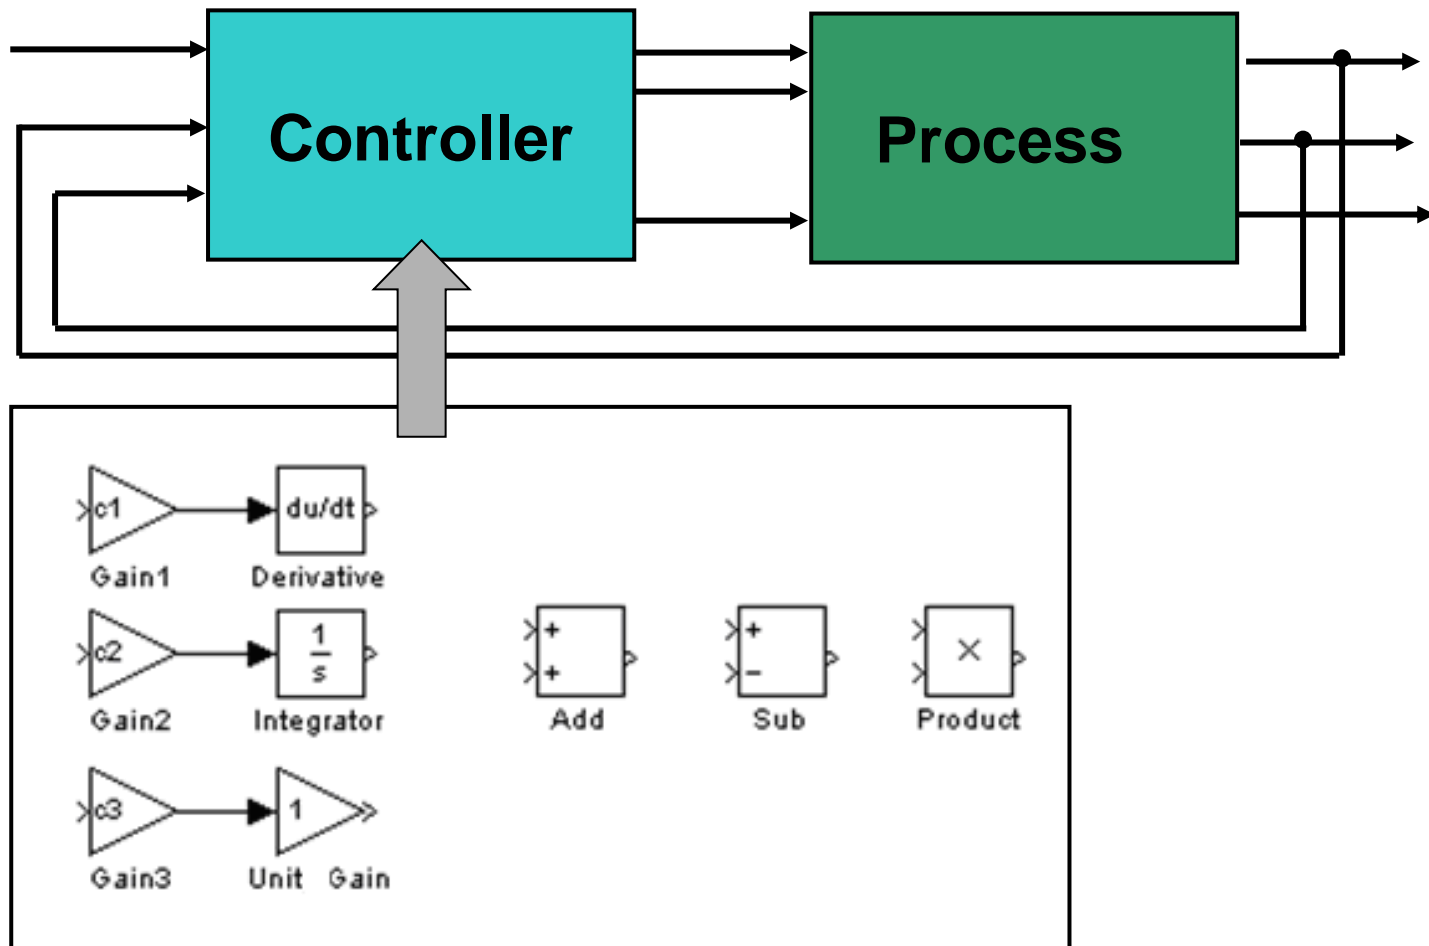 Controller
Process
c1
du/dt
Gain1
Derivative
c2
1
s
+
+
+
−
×
Gain2
Integrator
Add
Sub
Product
c3
1
Gain3
Unit Gain